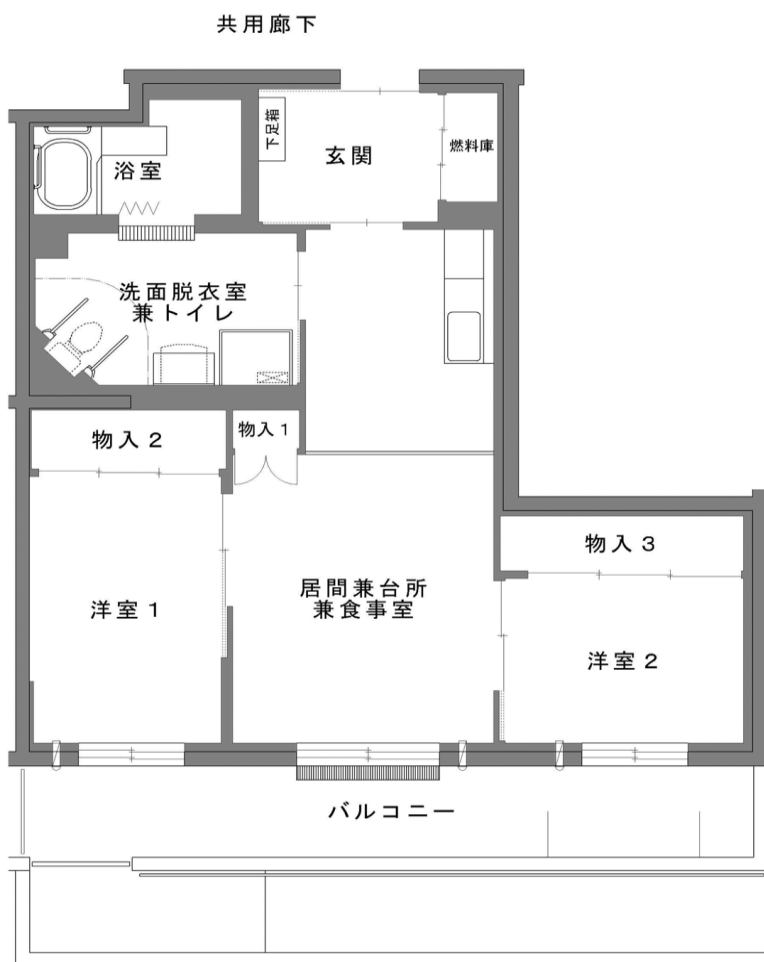 共用廊下
下足箱
玄関
燃料庫
浴室
洗面脱衣室
兼トイレ
物入2
物入1
物入3
居間兼台所
兼食事室
洋室1
洋室2
バルコニー